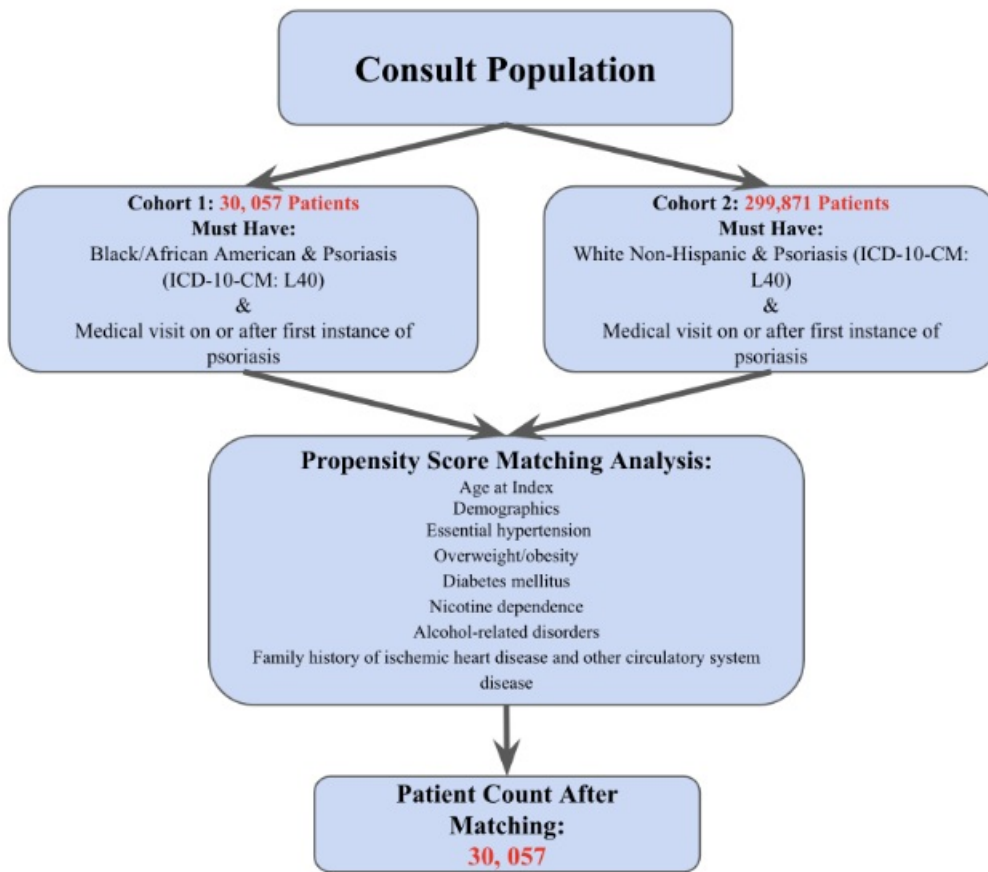 Consult Population
Cohort 1: 30, 057 Patients
Must Have:
Black/African American & Psoriasis
(ICD-10-CM: L40)
&
Medical visit on or after first instance of
psoriasis
Cohort 2: 299,871 Patients
Must Have:
White Non-Hispanic & Psoriasis (ICD-10-CM:
L40)
&
Medical visit on or after first instance of
psoriasis
Propensity Score Matching Analysis:
Age at Index
Demographics
Essential hypertension
Overweight/obesity
Diabetes mellitus
Nicotine dependence
Alcohol-related disorders
Family history of ischemic heart disease and other circulatory system
disease
Patient Count After
Matching:
30, 057